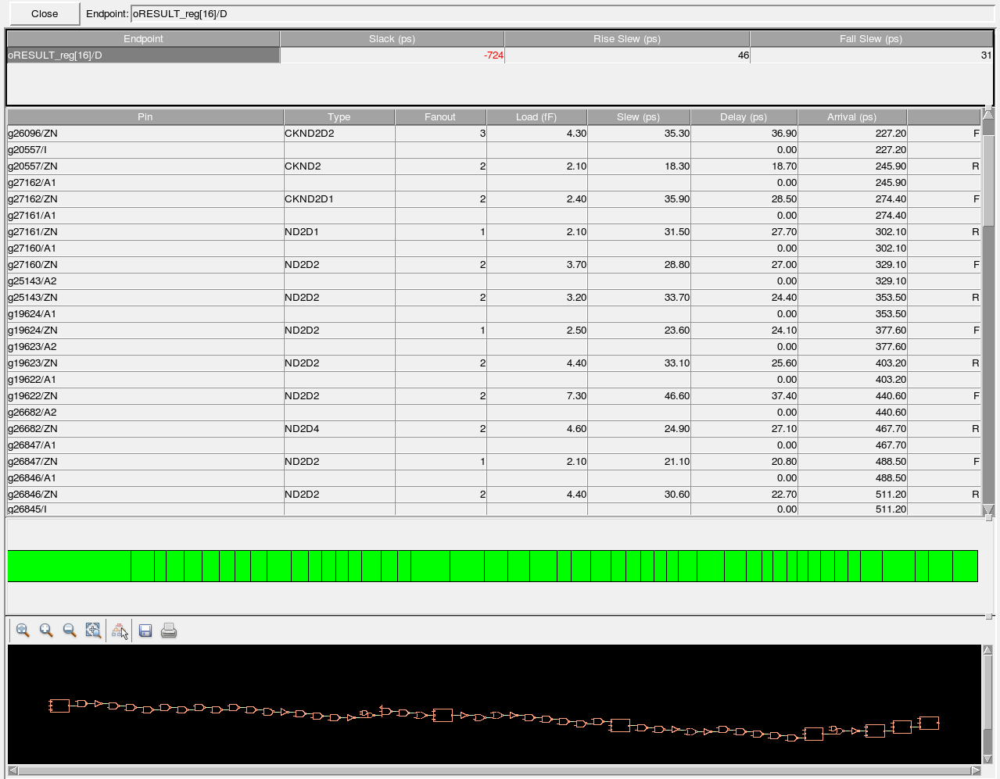 Close Endpoint: oRESULT_reg[16]/D
Endpoint Slack (ps) Rise Slew (ps) Fall Slew (ps)
oRESULT_reg[16]/D -724 46 31
Pin Type Fanout Load (fF) Slew (ps) Delay (ps) Arrival (ps)
g26096/ZN CKND2D2 3 4.30 35.30 36.90 227.20 F
g20557/I 0.00 227.20
g20557/ZN CKND2 2 2.10 18.30 18.70 245.90 R
g27162/A1 0.00 245.90
g27162/ZN CKND2D1 2 2.40 35.90 28.50 274.40 F
g27161/A1 0.00 274.40
g27161/ZN ND2D1 1 2.10 31.50 27.70 302.10 R
g27160/A1 0.00 302.10
g27160/ZN ND2D2 2 3.70 28.80 27.00 329.10 F
g25143/A2 0.00 329.10
g25143/ZN ND2D2 2 3.20 33.70 24.40 353.50 R
g19624/A1 0.00 353.50
g19624/ZN ND2D2 1 2.50 23.60 24.10 377.60 F
g19623/A2 0.00 377.60
g19623/ZN ND2D2 2 4.40 33.10 25.60 403.20 R
g19622/A1 0.00 403.20
g19622/ZN ND2D2 2 7.30 46.60 37.40 440.60 F
g26682/A2 0.00 440.60
g26682/ZN ND2D4 2 4.60 24.90 27.10 467.70 R
g26847/A1 0.00 467.70
g26847/ZN ND2D2 1 2.10 21.10 20.80 488.50 F
g26846/A1 0.00 488.50
g26846/ZN ND2D2 2 4.40 30.60 22.70 511.20 R
g26845/I 0.00 511.20